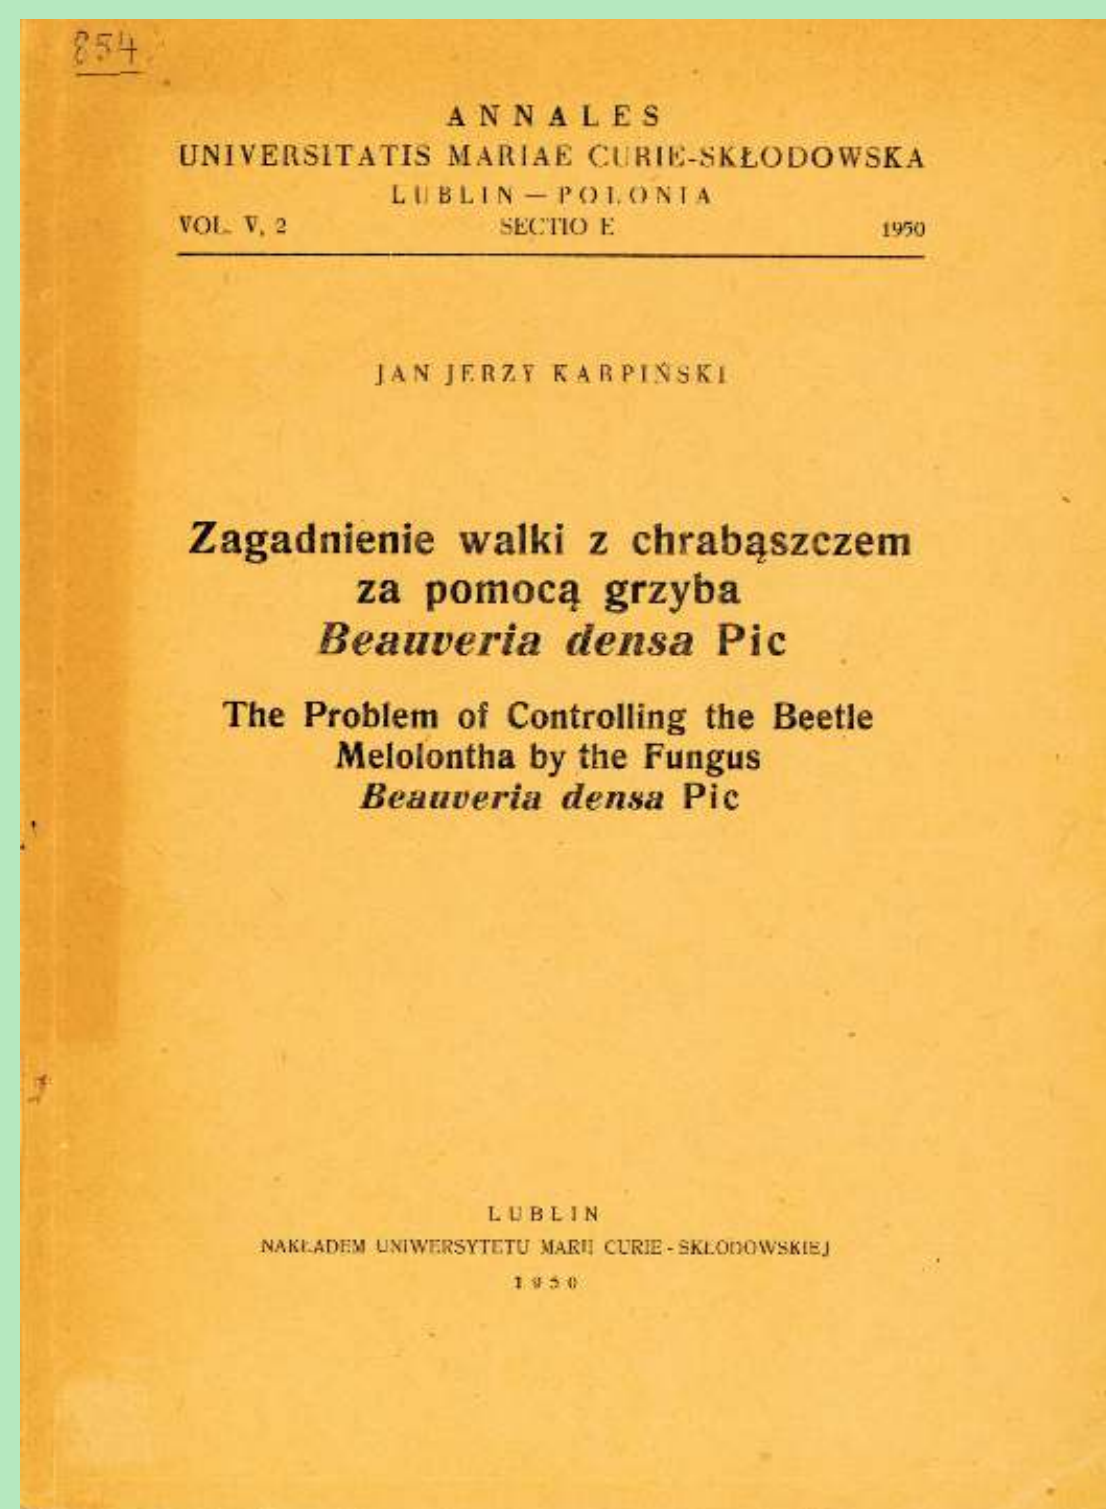 854
ANNALES
UNIVERSITATIS MARIAE CURIE-SKŁODOWSKA
LUBLIN — POLONIA
VOL. V, 2 SECTIO E 1950
JAN JERZY KARPIŃSKI
Zagadnienie walki z chrabąszczem
za pomocą grzyba
Beauveria densa Pic
The Problem of Controlling the Beetle
Melolontha by the Fungus
Beauveria densa Pic
LUBLIN
NAKŁADEM UNIWERSYTETU MARII CURIE-SKŁODOWSKIEJ
1950